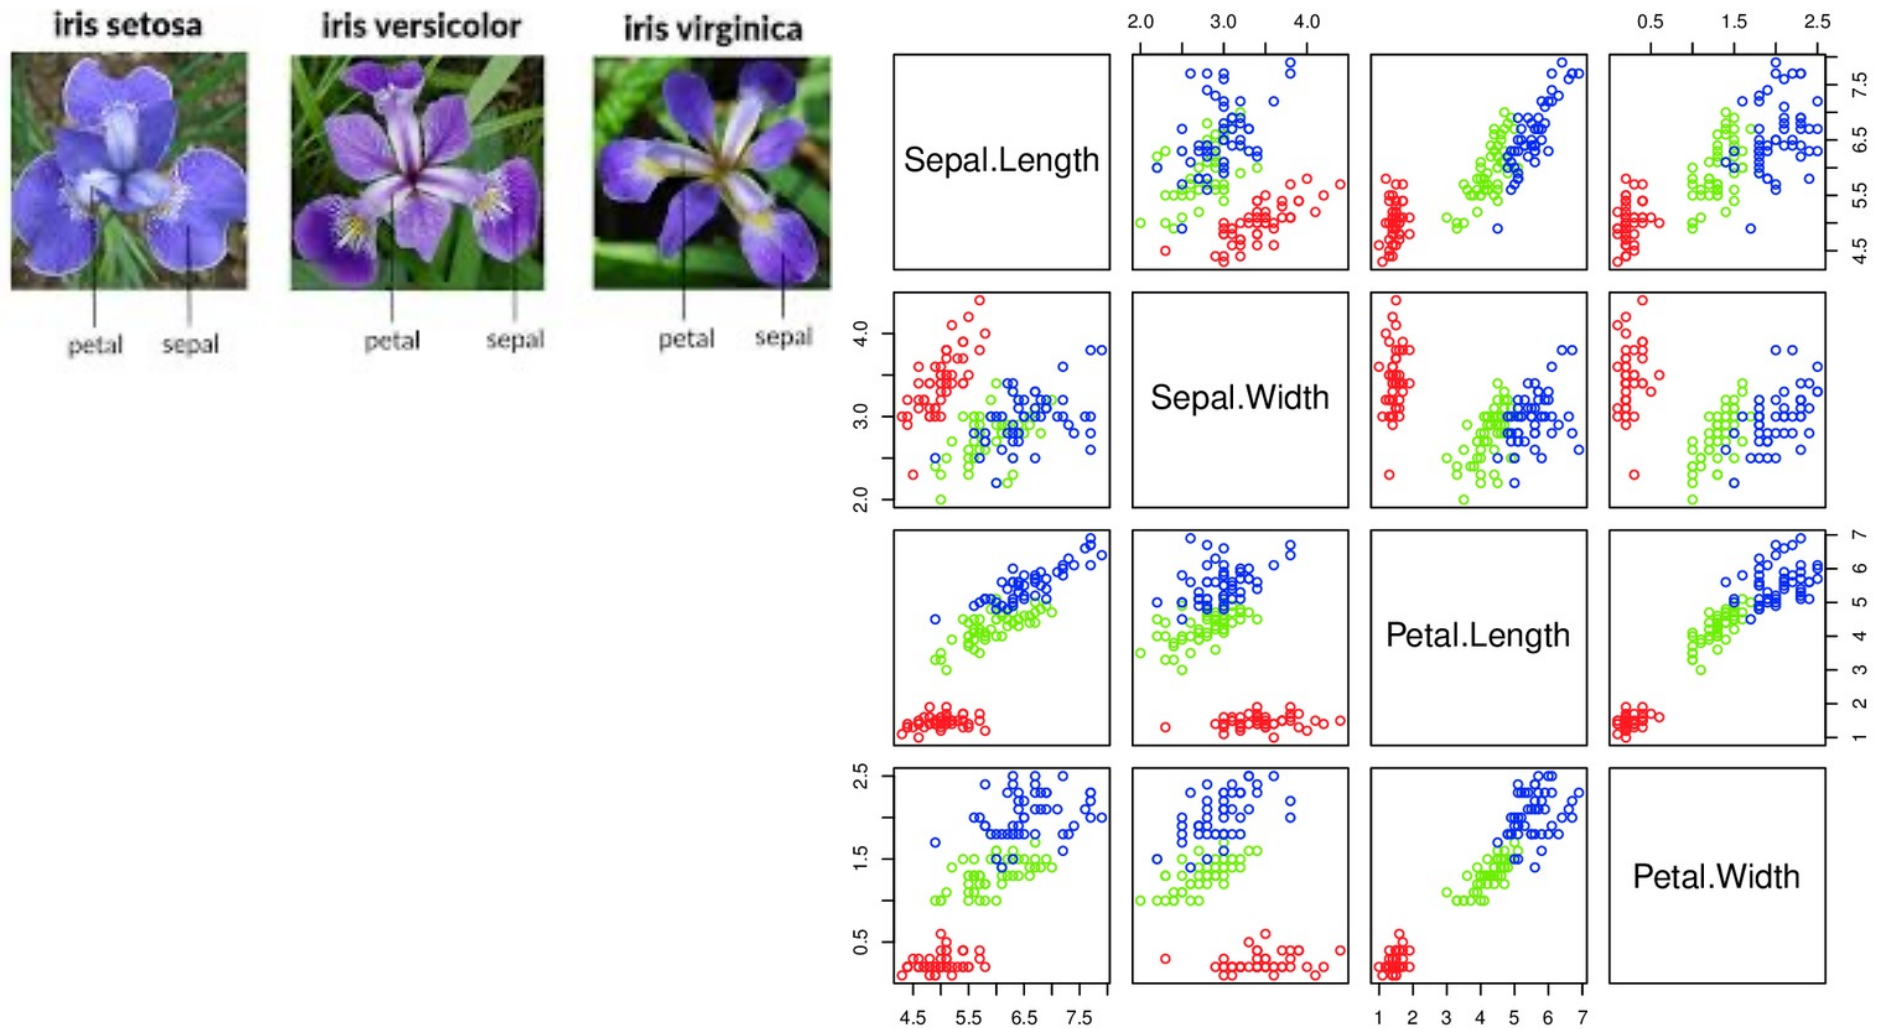 iris setosa
iris versicolor
iris virginica
petal
sepal
petal
sepal
petal
sepal
2.0 3.0 4.0
0.5 1.5 2.5
Sepal.Length
4.5 5.5 6.5 7.5
2.0 3.0 4.0
Sepal.Width
Petal.Length
1 2 3 4 5 6 7
0.5 1.5 2.5
Petal.Width
4.5 5.5 6.5 7.5
1 2 3 4 5 6 7